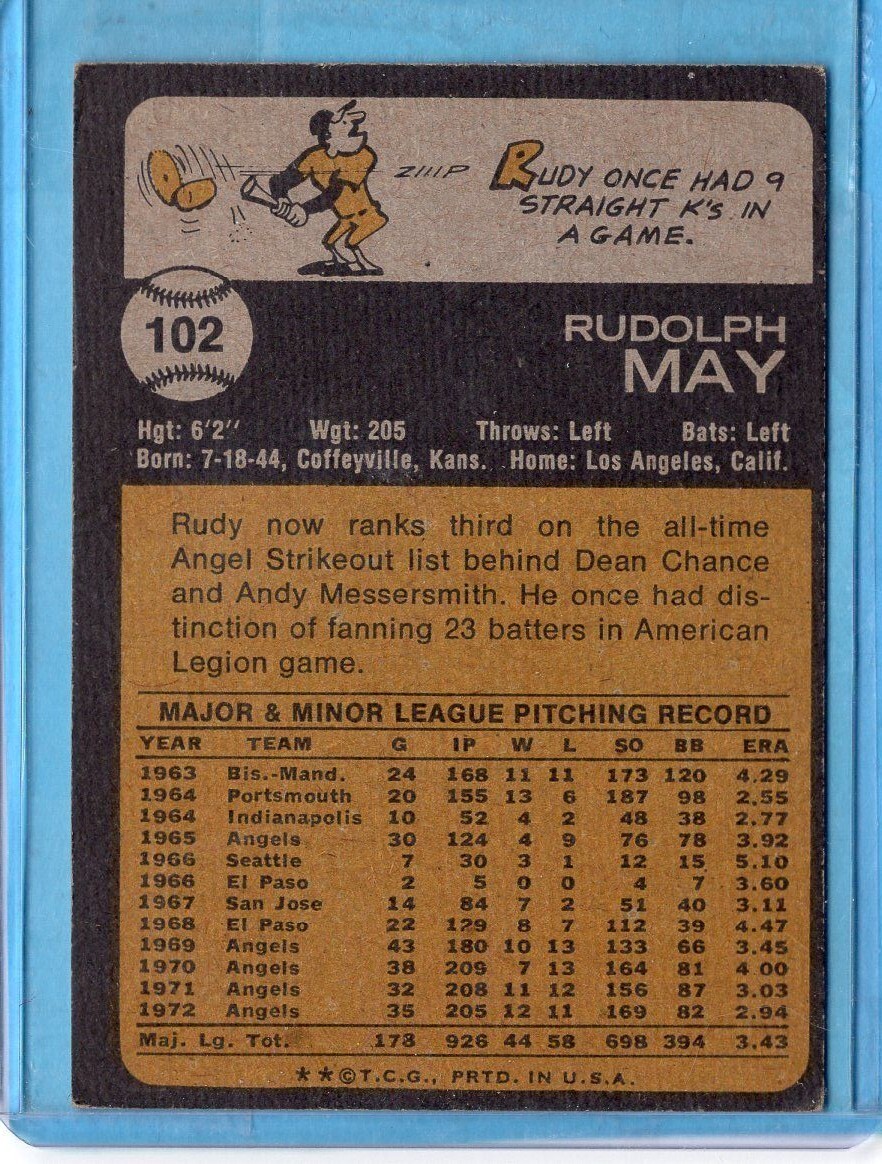 ZIIIP
RUDY ONCE HAD 9
STRAIGHT K'S IN
A GAME.
102
RUDOLPH
MAY
Hgt: 6'2" Wgt: 205 Throws: Left Bats: Left
Born: 7-18-44, Coffeyville, Kans. Home: Los Angeles, Calif.
Rudy now ranks third on the all-time
Angel Strikeout list behind Dean Chance
and Andy Messersmith. He once had dis-
tinction of fanning 23 batters in American
Legion game.
MAJOR & MINOR LEAGUE PITCHING RECORD
YEAR TEAM G IP W L SO BB ERA
1963 Bis.-Mand. 24 168 11 11 173 120 4.29
1964 Portsmouth 20 155 13 6 187 98 2.55
1964 Indianapolis 10 52 4 2 48 38 2.77
1965 Angels 30 124 4 9 76 78 3.92
1966 Seattle 7 30 3 1 12 15 5.10
1966 El Paso 2 5 0 0 4 7 3.60
1967 San Jose 14 84 7 2 51 40 3.11
1968 El Paso 22 129 8 7 112 39 4.47
1969 Angels 43 180 10 13 133 66 3.45
1970 Angels 38 209 7 13 164 81 4.00
1971 Angels 32 208 11 12 156 87 3.03
1972 Angels 35 205 12 11 169 82 2.94
Maj. Lg. Tot. 178 926 44 58 698 394 3.43
**©T.C.G., PRTD. IN U.S.A.